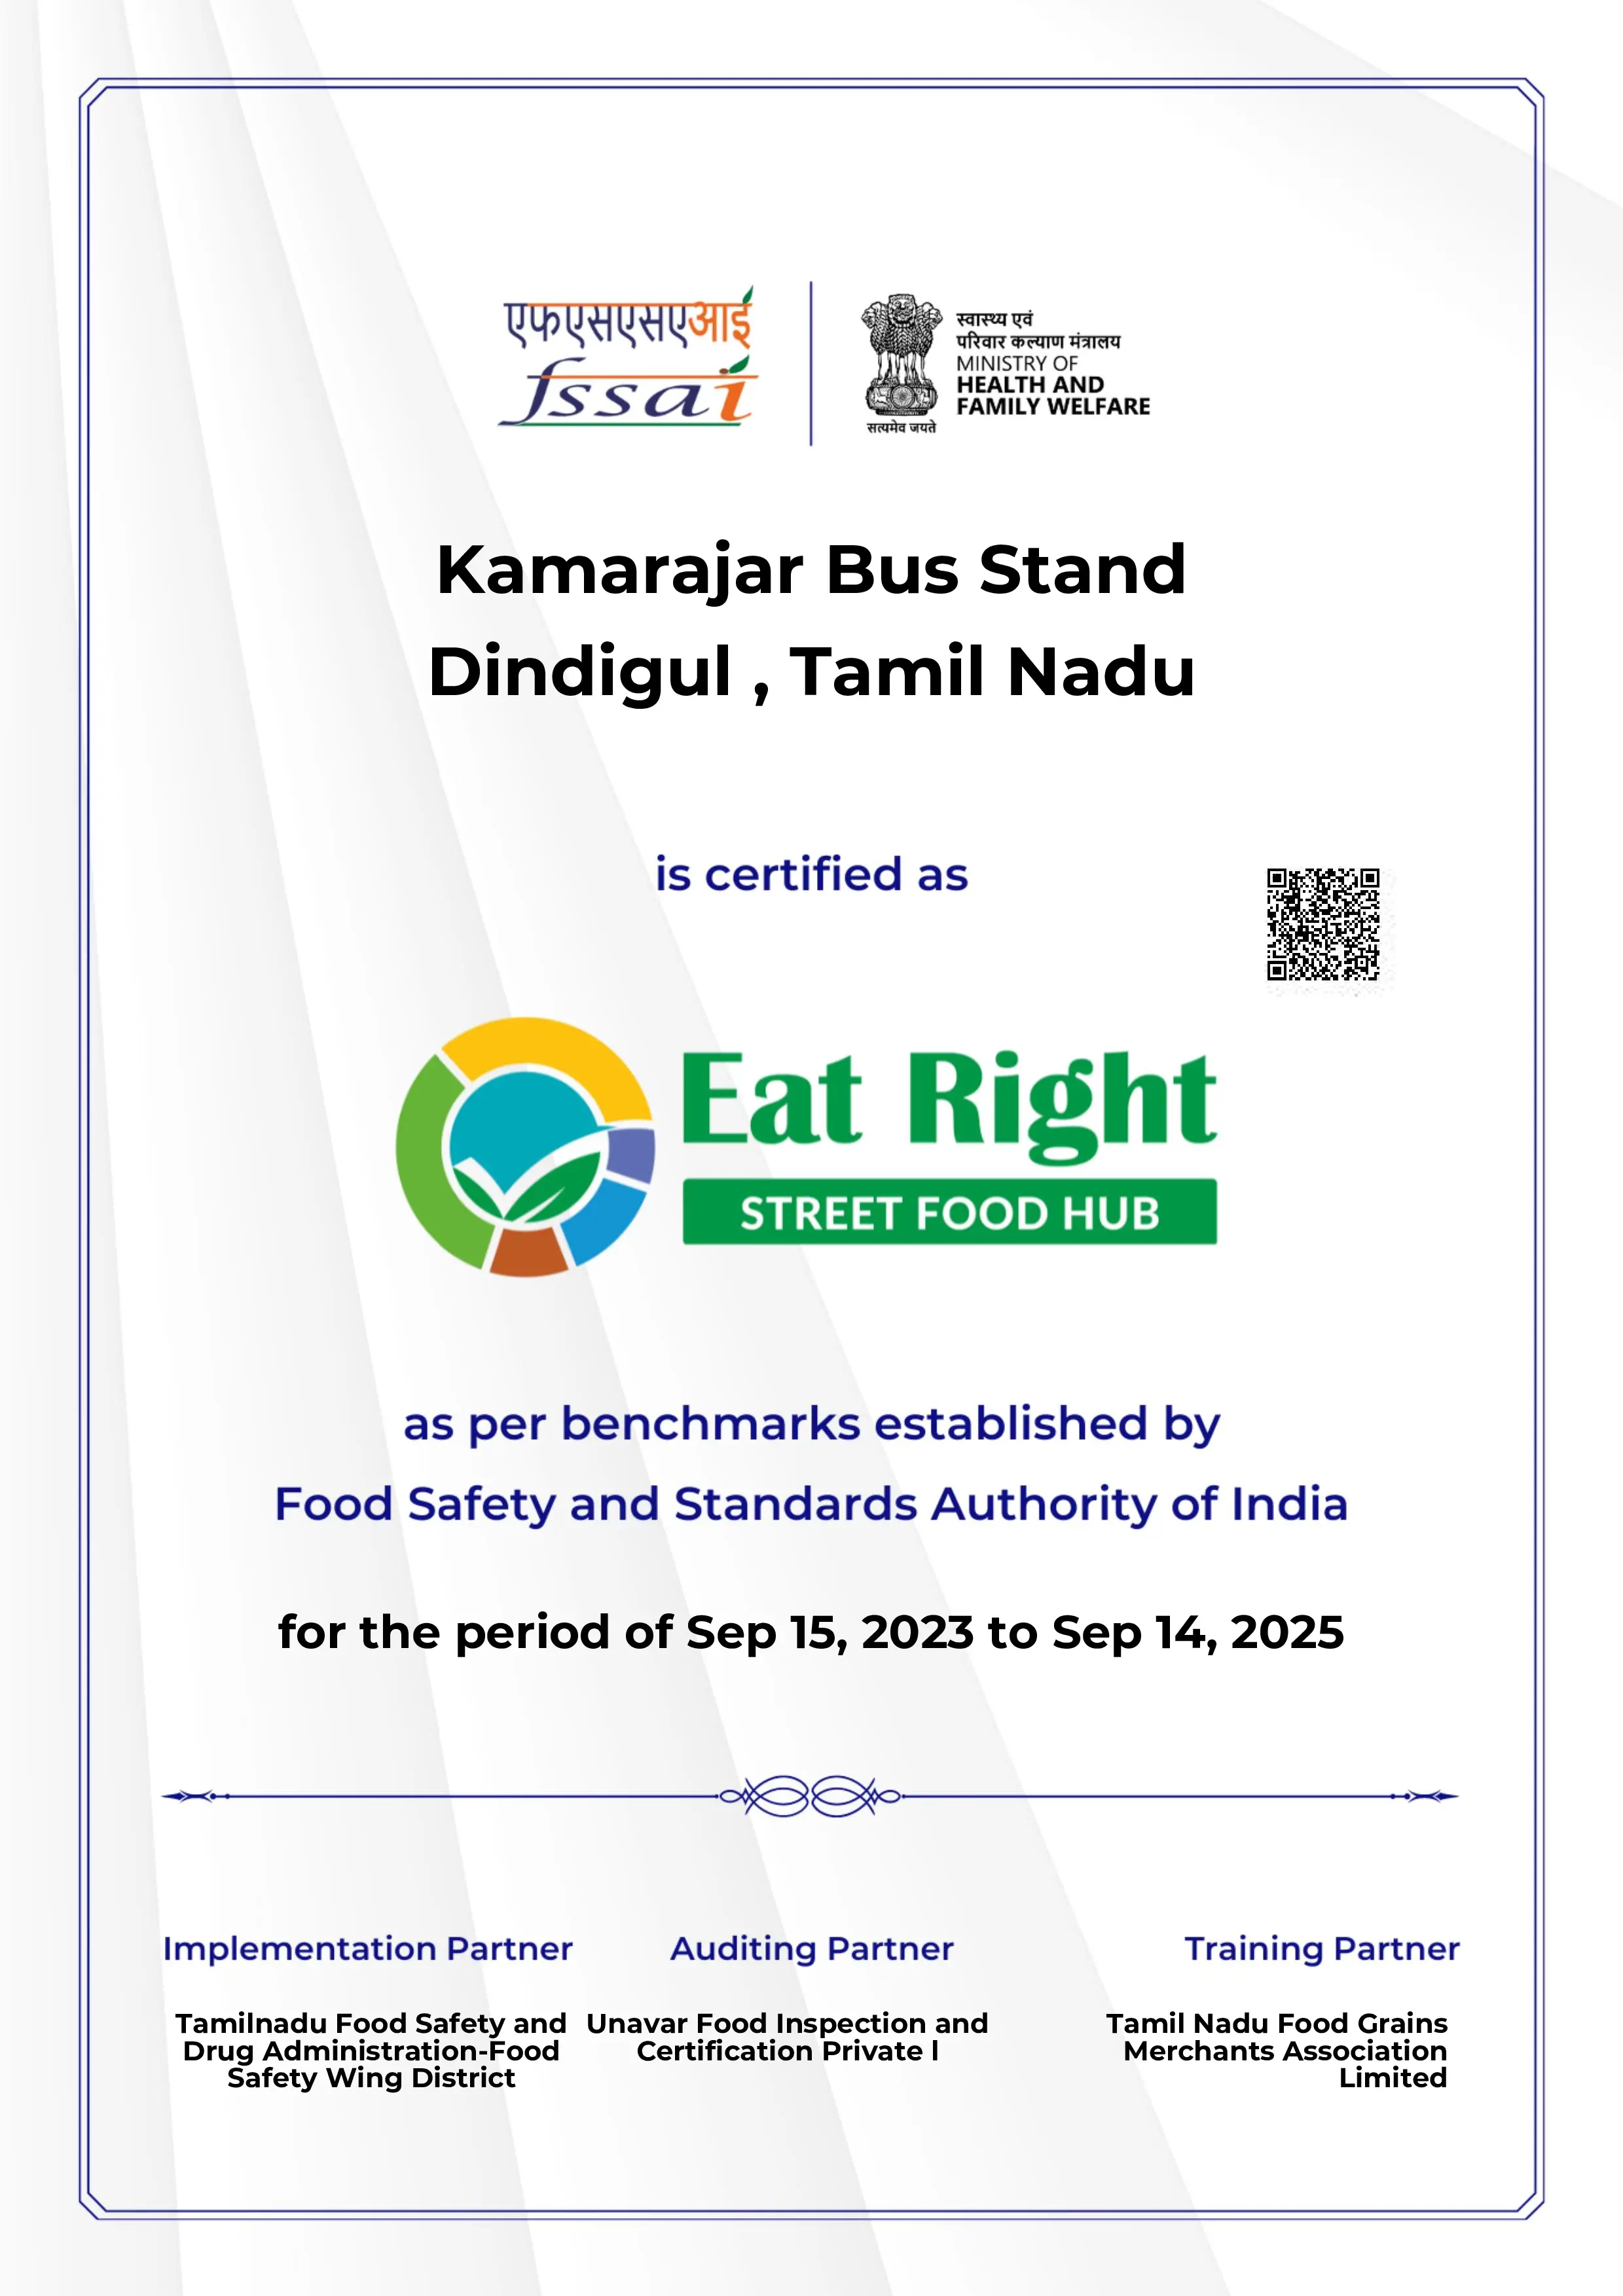 एफएसएसएआई
fssai
स्वास्थ्य एवं
परिवार कल्याण मंत्रालय
MINISTRY OF
HEALTH AND
FAMILY WELFARE
सत्यमेव जयते
Kamarajar Bus Stand
Dindigul , Tamil Nadu
is certified as
Eat Right
STREET FOOD HUB
as per benchmarks established by
Food Safety and Standards Authority of India
for the period of Sep 15, 2023 to Sep 14, 2025
Implementation Partner
Tamilnadu Food Safety and
Drug Administration-Food
Safety Wing District
Auditing Partner
Unavar Food Inspection and
Certification Private l
Training Partner
Tamil Nadu Food Grains
Merchants Association
Limited